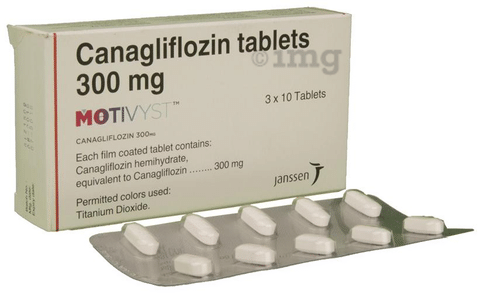 Canagliflozin tablets
300 mg
©1mg
3 x 10 Tablets
MOTIVYST™
CANAGLIFLOZIN 300MG
Each film coated tablet contains:
Canagliflozin hemihydrate,
equivalent to Canagliflozin ........ 300 mg
Permitted colors used:
Titanium Dioxide.
janssen